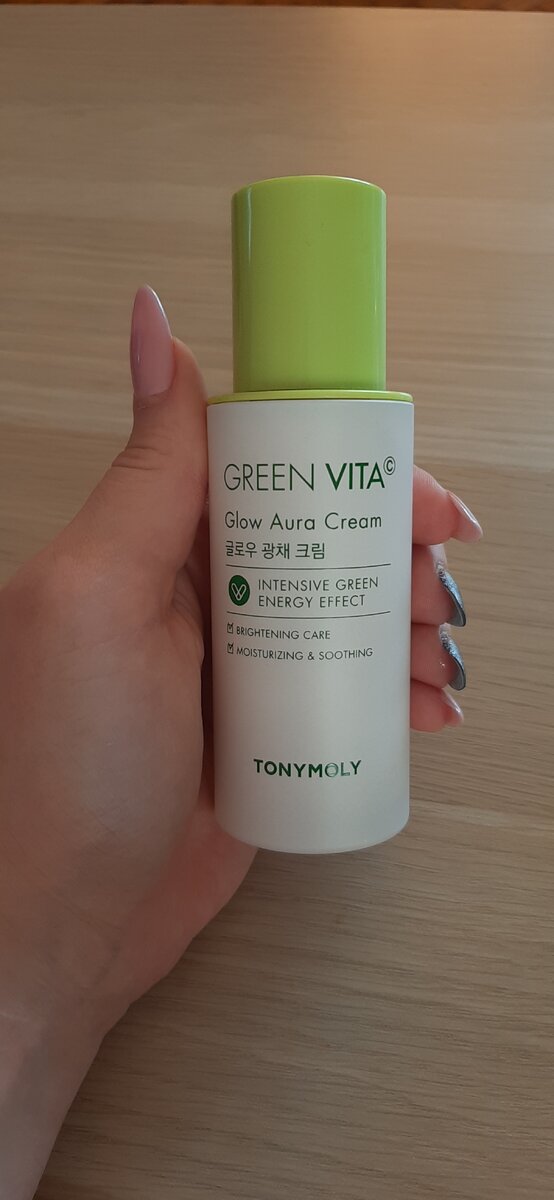 GREEN VITA©
Glow Aura Cream
글로우 광채 크림
INTENSIVE GREEN
ENERGY EFFECT
BRIGHTENING CARE
MOISTURIZING & SOOTHING
TONYMOLY